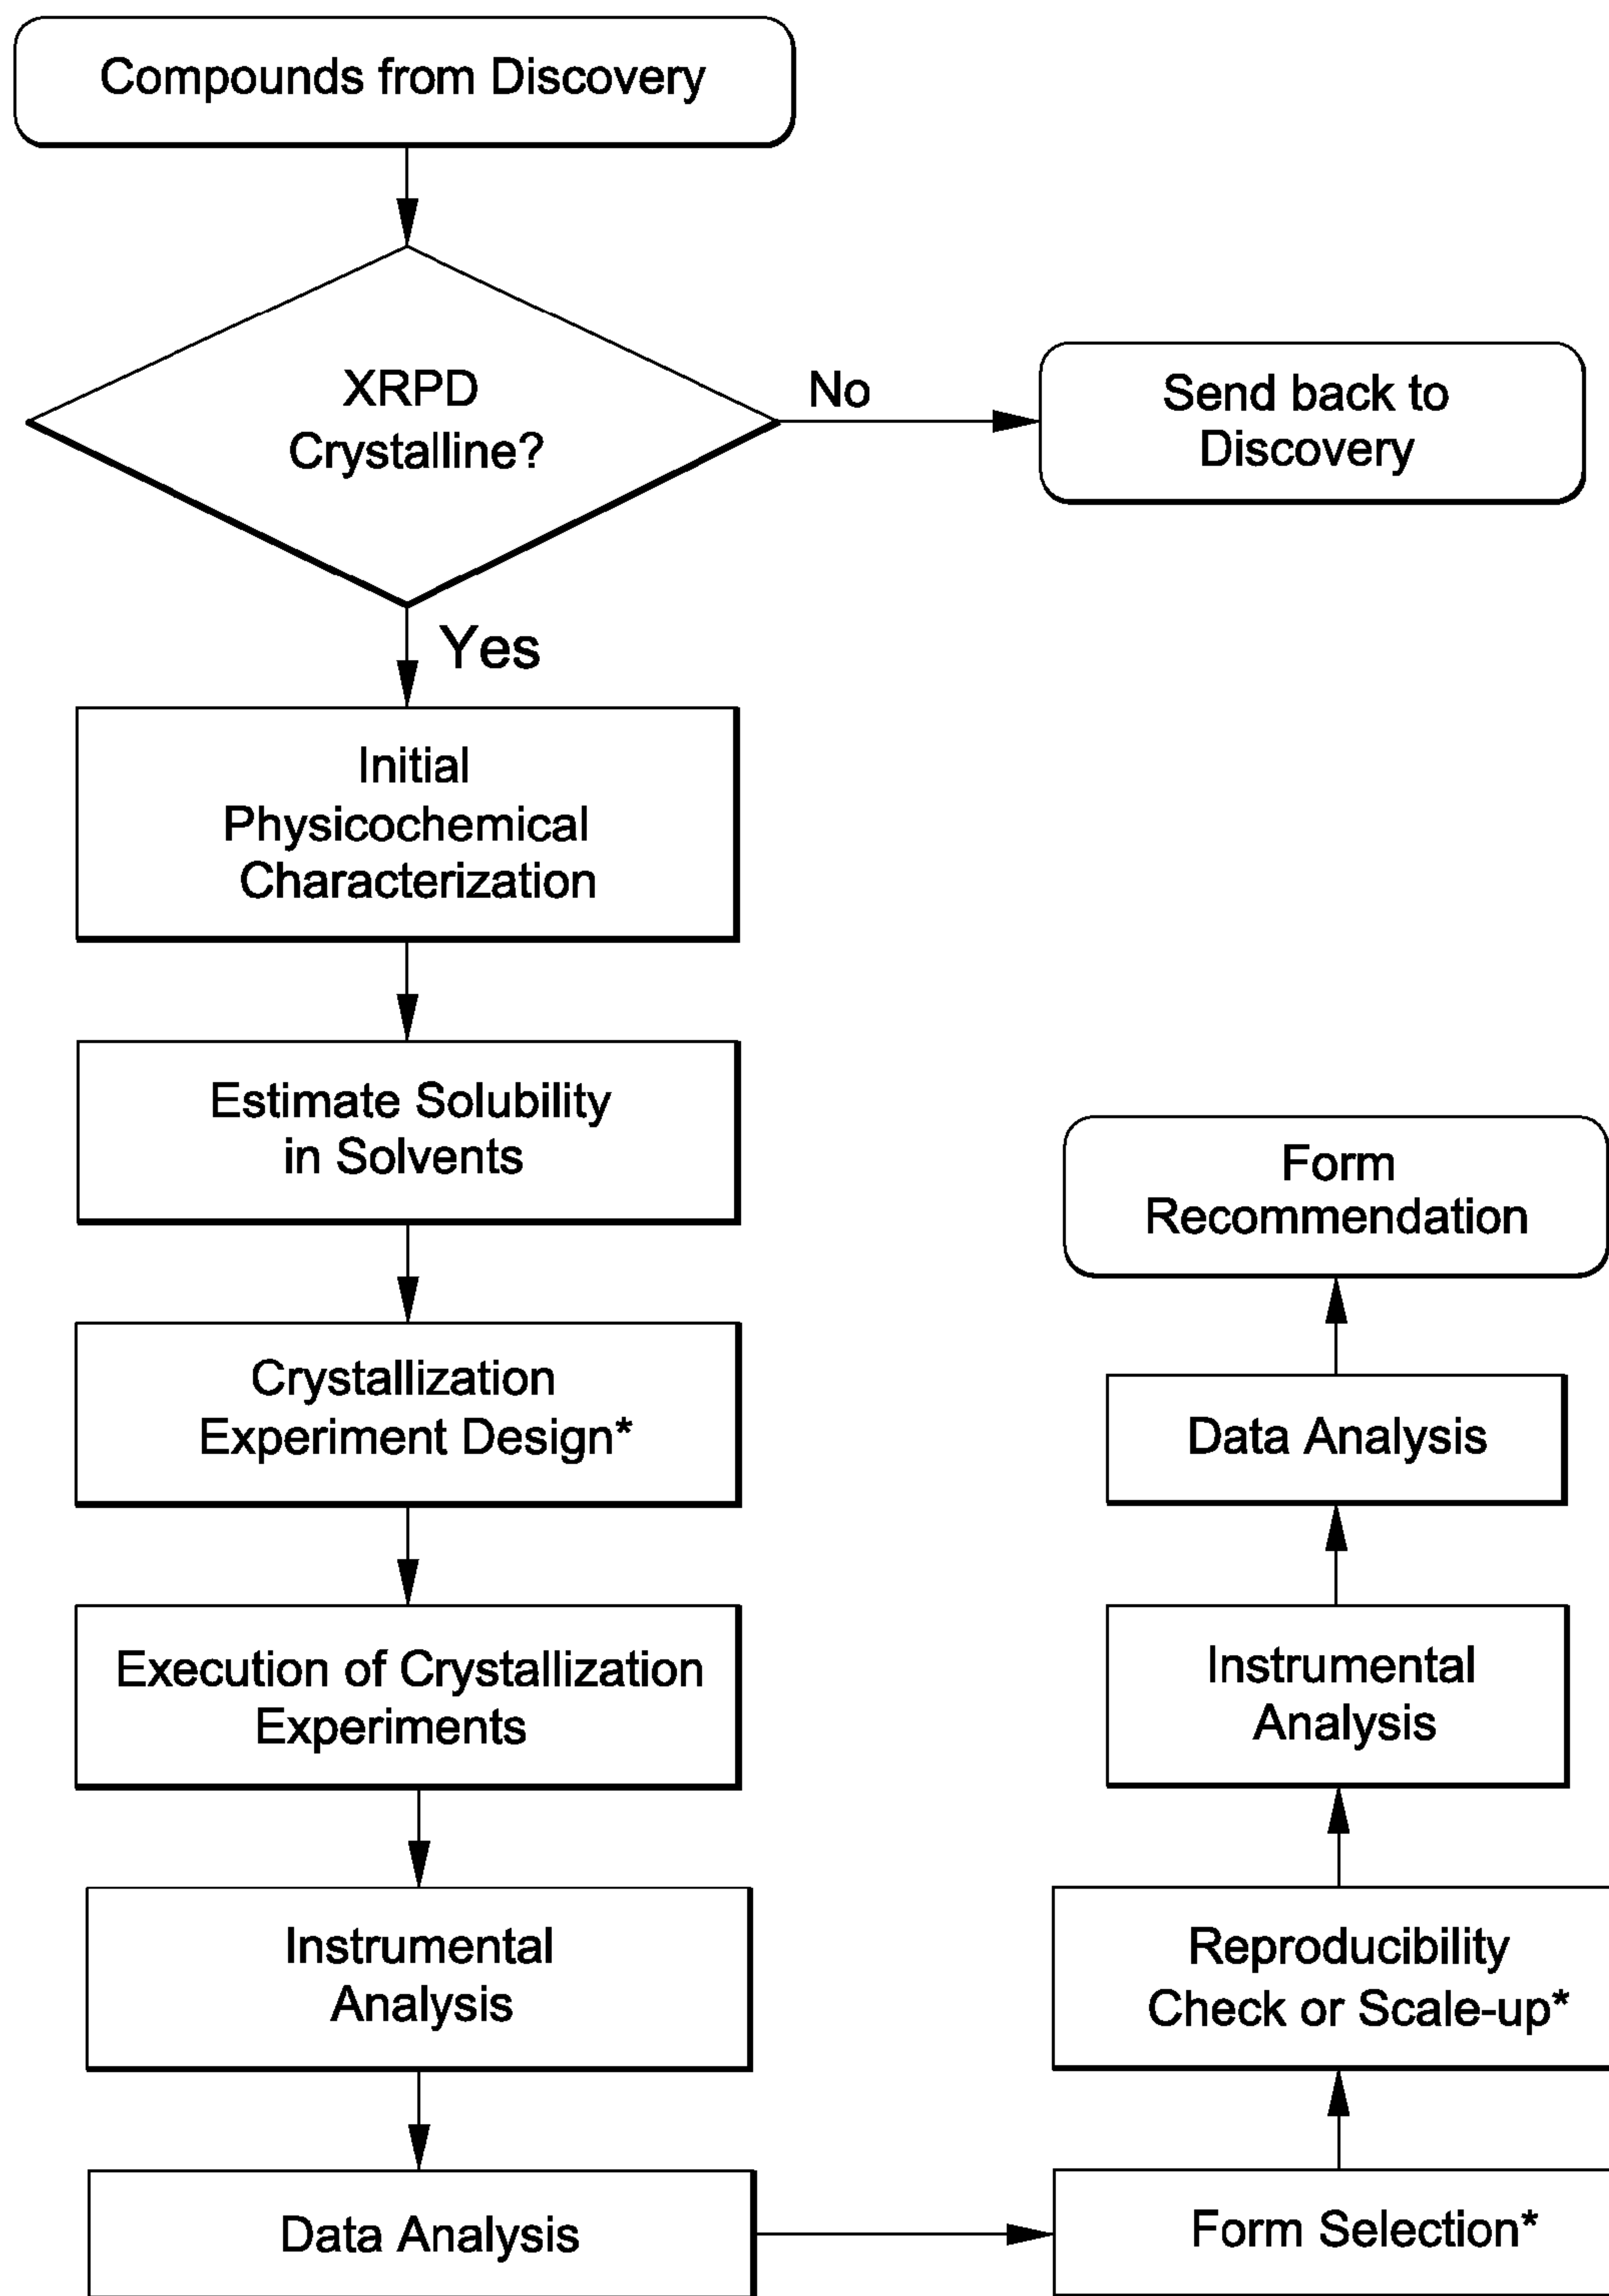 Compounds from Discovery
XRPD
Crystalline?
No
Send back to
Discovery
Yes
Initial
Physicochemical
Characterization
Estimate Solubility
in Solvents
Crystallization
Experiment Design*
Execution of Crystallization
Experiments
Instrumental
Analysis
Data Analysis
Form Selection*
Reproducibility
Check or Scale-up*
Instrumental
Analysis
Data Analysis
Form
Recommendation